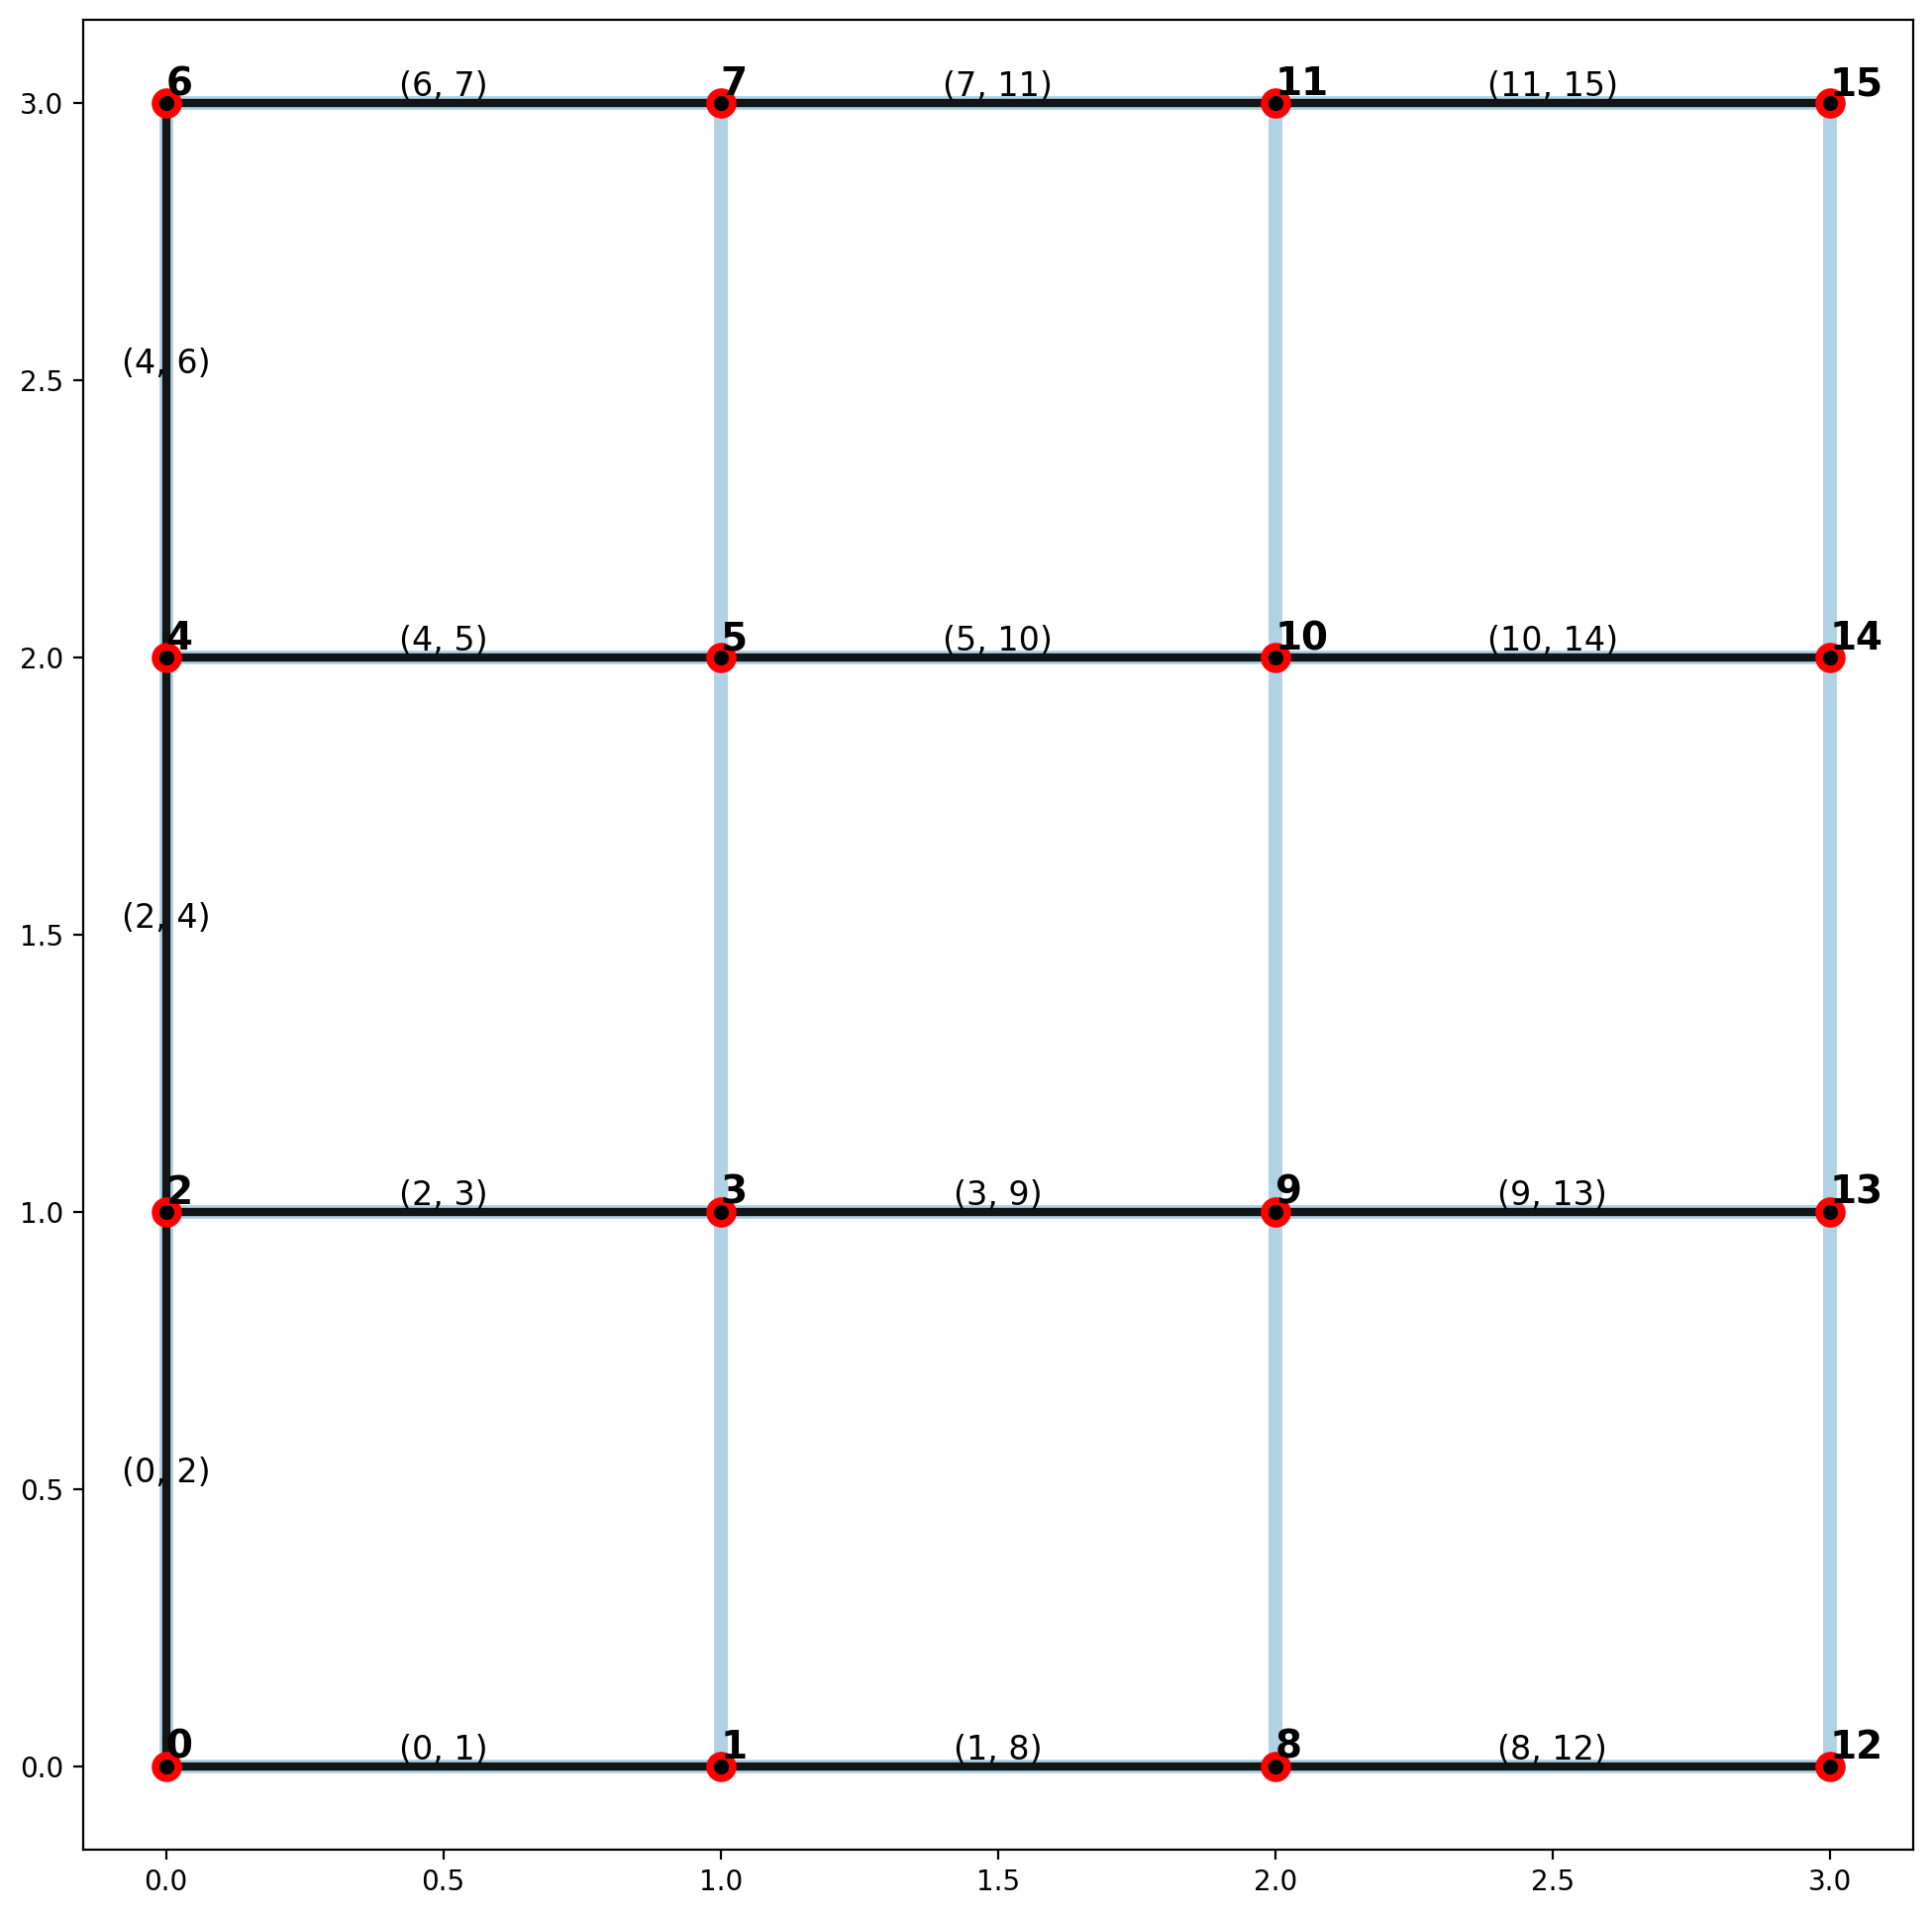 6 (6, 7) 7 (7, 11) 11 (11, 15) 15
3.0
(4, 6)
2.5
4 (4, 5) 5 (5, 10) 10 (10, 14) 14
2.0
(2, 4)
1.5
2 (2, 3) 3 (3, 9) 9 (9, 13) 13
1.0
(0, 2)
0.5
0 (0, 1) 1 (1, 8) 8 (8, 12) 12
0.0
0.0 0.5 1.0 1.5 2.0 2.5 3.0